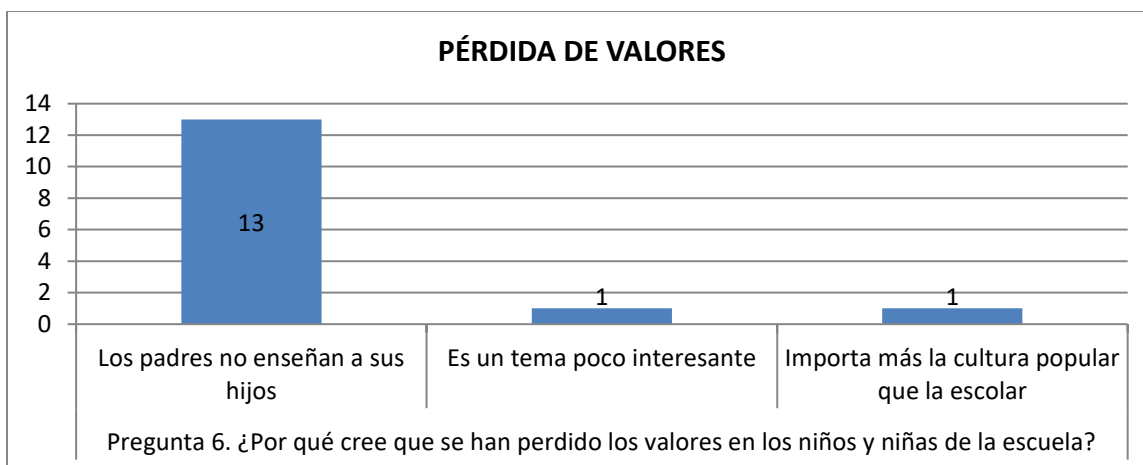 PÉRDIDA DE VALORES
14
12
10
8
6
4
2
0
13
1
1
Los padres no enseñan a sus
hijos
Es un tema poco interesante
Importa más la cultura popular
que la escolar
Pregunta 6. ¿Por qué cree que se han perdido los valores en los niños y niñas de la escuela?